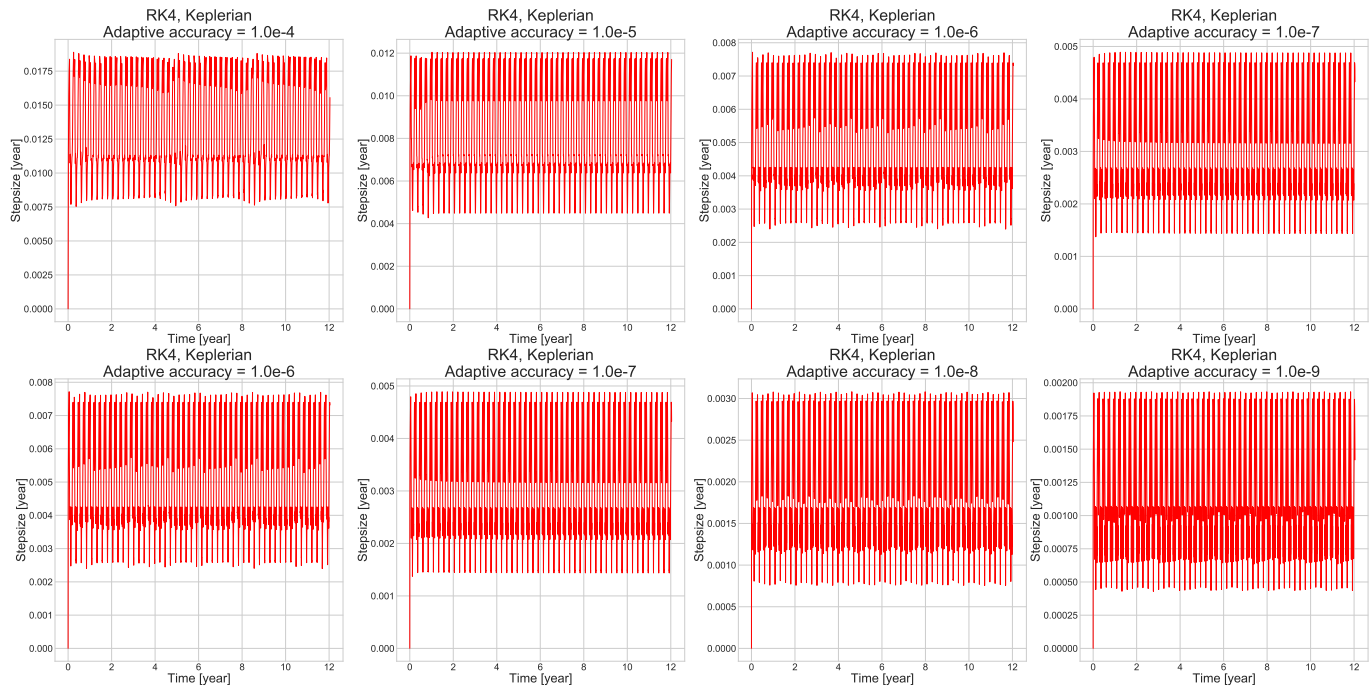 RK4, Keplerian
Adaptive accuracy = 1.0e-4
0.0175
0.0150
0.0125
0.0100
0.0075
0.0050
0.0025
0.0000
Stepsize [year]
0 2 4 6 8 10 12
Time [year]
RK4, Keplerian
Adaptive accuracy = 1.0e-5
0.012
0.010
0.008
0.006
0.004
0.002
0.000
Stepsize [year]
0 2 4 6 8 10 12
Time [year]
RK4, Keplerian
Adaptive accuracy = 1.0e-6
0.008
0.007
0.006
0.005
0.004
0.003
0.002
0.001
0.000
Stepsize [year]
0 2 4 6 8 10 12
Time [year]
RK4, Keplerian
Adaptive accuracy = 1.0e-7
0.005
0.004
0.003
0.002
0.001
0.000
Stepsize [year]
0 2 4 6 8 10 12
Time [year]
RK4, Keplerian
Adaptive accuracy = 1.0e-6
0.008
0.007
0.006
0.005
0.004
0.003
0.002
0.001
0.000
Stepsize [year]
0 2 4 6 8 10 12
Time [year]
RK4, Keplerian
Adaptive accuracy = 1.0e-7
0.005
0.004
0.003
0.002
0.001
0.000
Stepsize [year]
0 2 4 6 8 10 12
Time [year]
RK4, Keplerian
Adaptive accuracy = 1.0e-8
0.0030
0.0025
0.0020
0.0015
0.0010
0.0005
0.0000
Stepsize [year]
0 2 4 6 8 10 12
Time [year]
RK4, Keplerian
Adaptive accuracy = 1.0e-9
0.00200
0.00175
0.00150
0.00125
0.00100
0.00075
0.00050
0.00025
0.00000
Stepsize [year]
0 2 4 6 8 10 12
Time [year]